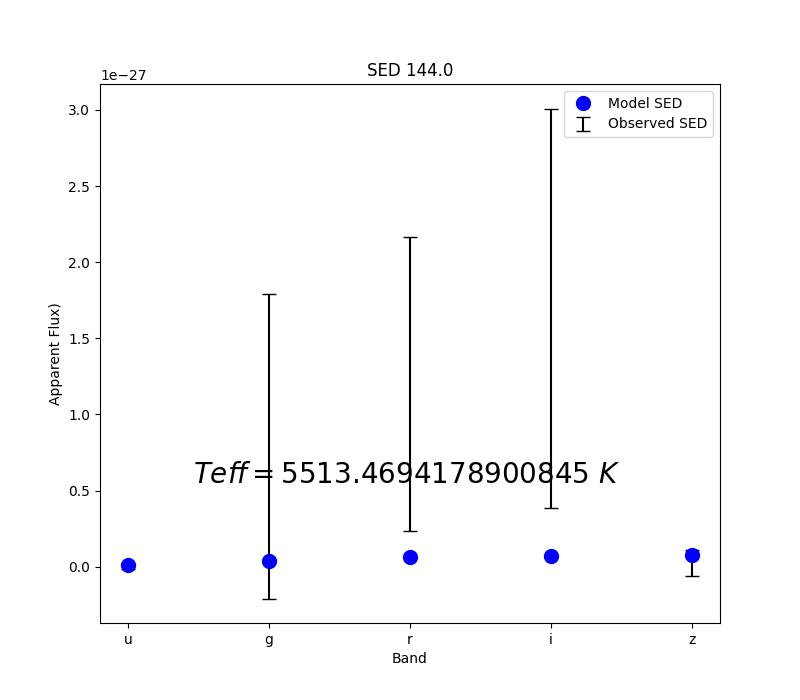 SED 144.0
1e−27
Model SED
Observed SED
3.0
2.5
2.0
1.5
1.0
0.5
0.0
Apparent Flux)
Teff = 5513.4694178900845 K
u g r i z
Band